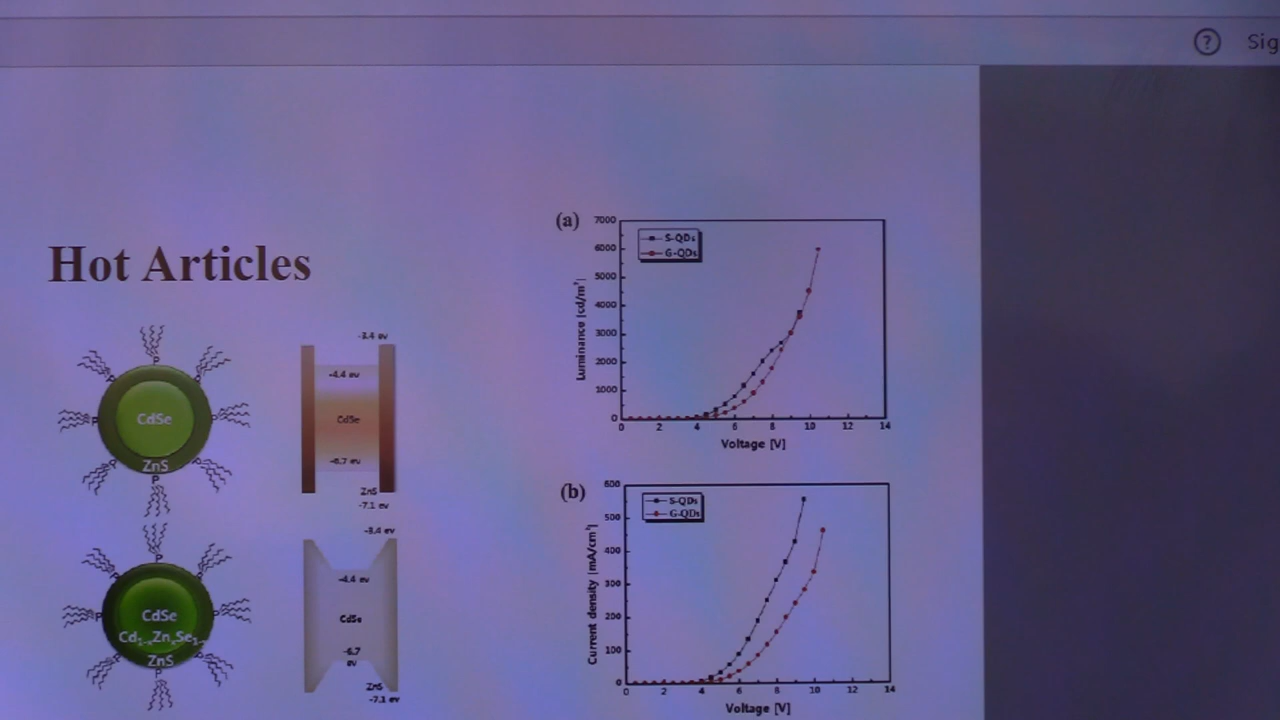 Sig
Hot Articles
P
CdSe
ZnS
P
-3.4 ev
-4.4 ev
CdSe
-6.7 ev
ZnS
-7.1 ev
P
CdSe
ZnS
P
-3.4 ev
-4.4 ev
CdSe
-6.7
ev
ZnS
-7.1 ev
(a)
S-QDs
G-QDs
Luminance [cd/m²]
7000
6000
5000
4000
3000
2000
1000
0
0 2 4 6 8 10 12 14
Voltage [V]
(b)
S-QDs
G-QDs
Current density [mA/cm²]
600
500
400
300
200
100
0
0 2 4 6 8 10 12 14
Voltage [V]